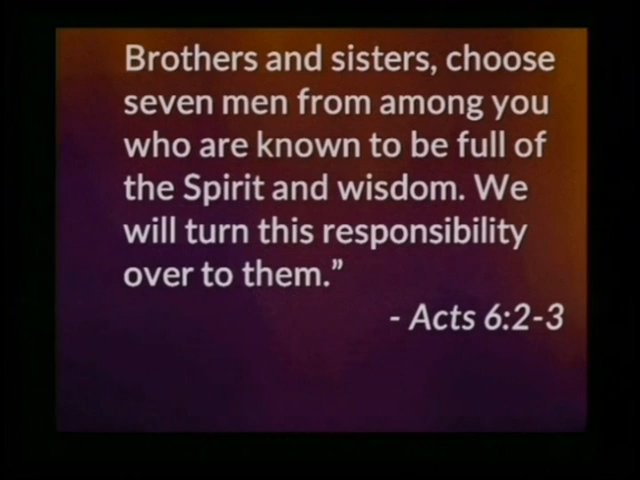 Brothers and sisters, choose
seven men from among you
who are known to be full of
the Spirit and wisdom. We
will turn this responsibility
over to them.”
- Acts 6:2-3